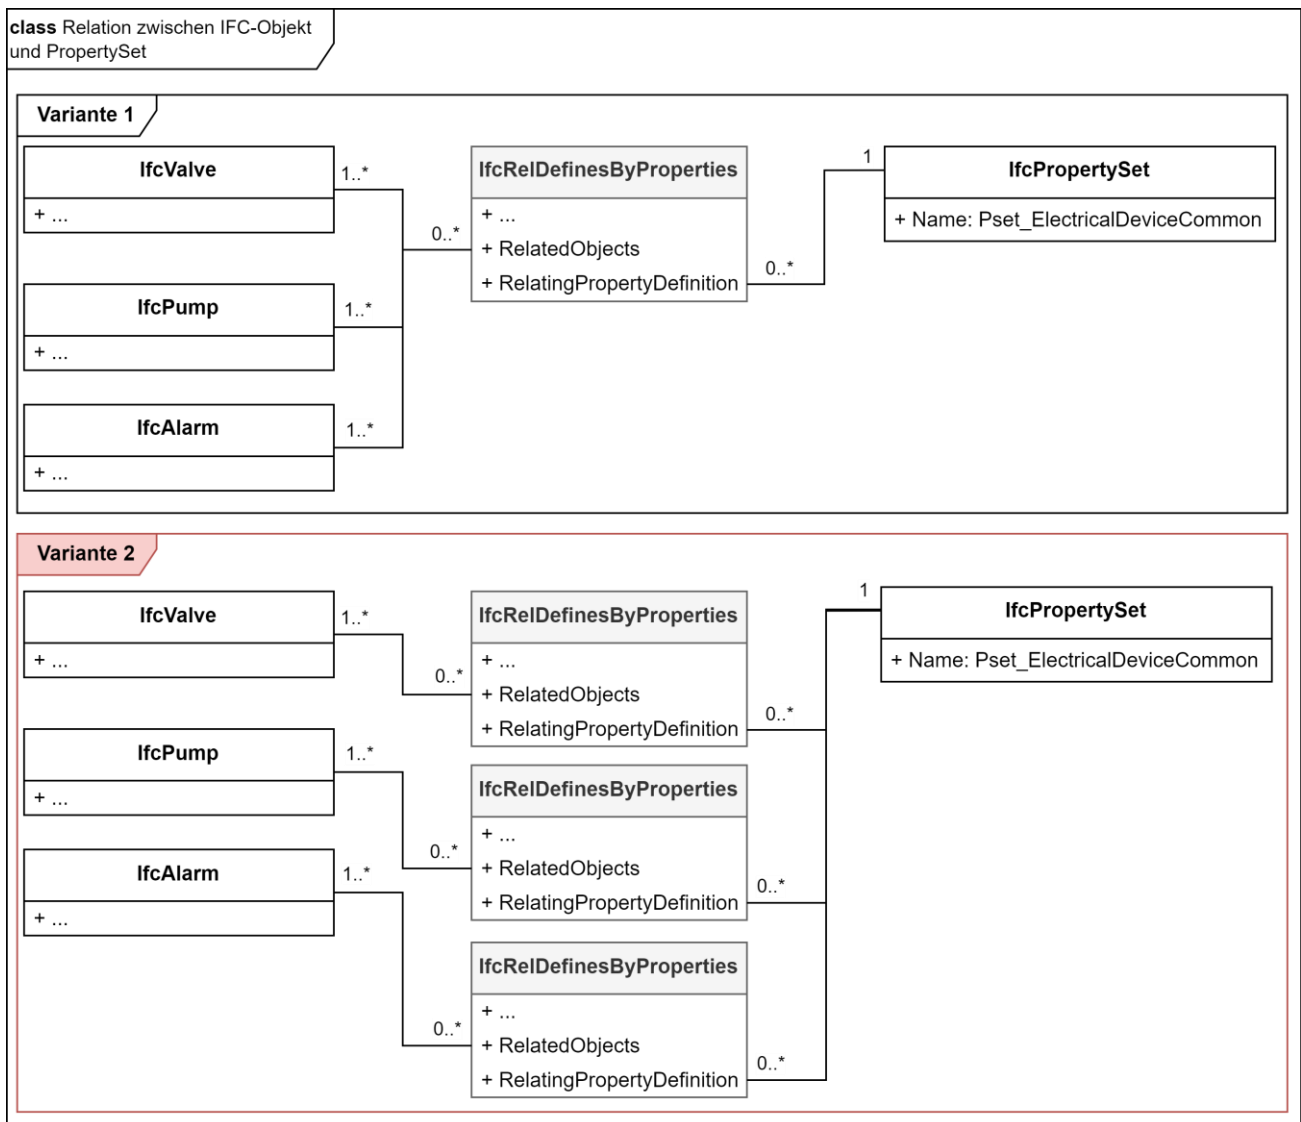 class Relation zwischen IFC-Objekt
und PropertySet
Variante 1
IfcValve
+ ...
1..*
IfcPump
+ ...
1..*
IfcAlarm
+ ...
1..*
0..*
IfcRelDefinesByProperties
+ ...
+ RelatedObjects
+ RelatingPropertyDefinition
0..*
1
IfcPropertySet
+ Name: Pset_ElectricalDeviceCommon
Variante 2
IfcValve
+ ...
1..*
IfcPump
+ ...
1..*
IfcAlarm
+ ...
1..*
0..*
IfcRelDefinesByProperties
+ ...
+ RelatedObjects
+ RelatingPropertyDefinition
0..*
0..*
IfcRelDefinesByProperties
+ ...
+ RelatedObjects
+ RelatingPropertyDefinition
0..*
0..*
IfcRelDefinesByProperties
+ ...
+ RelatedObjects
+ RelatingPropertyDefinition
0..*
1
IfcPropertySet
+ Name: Pset_ElectricalDeviceCommon